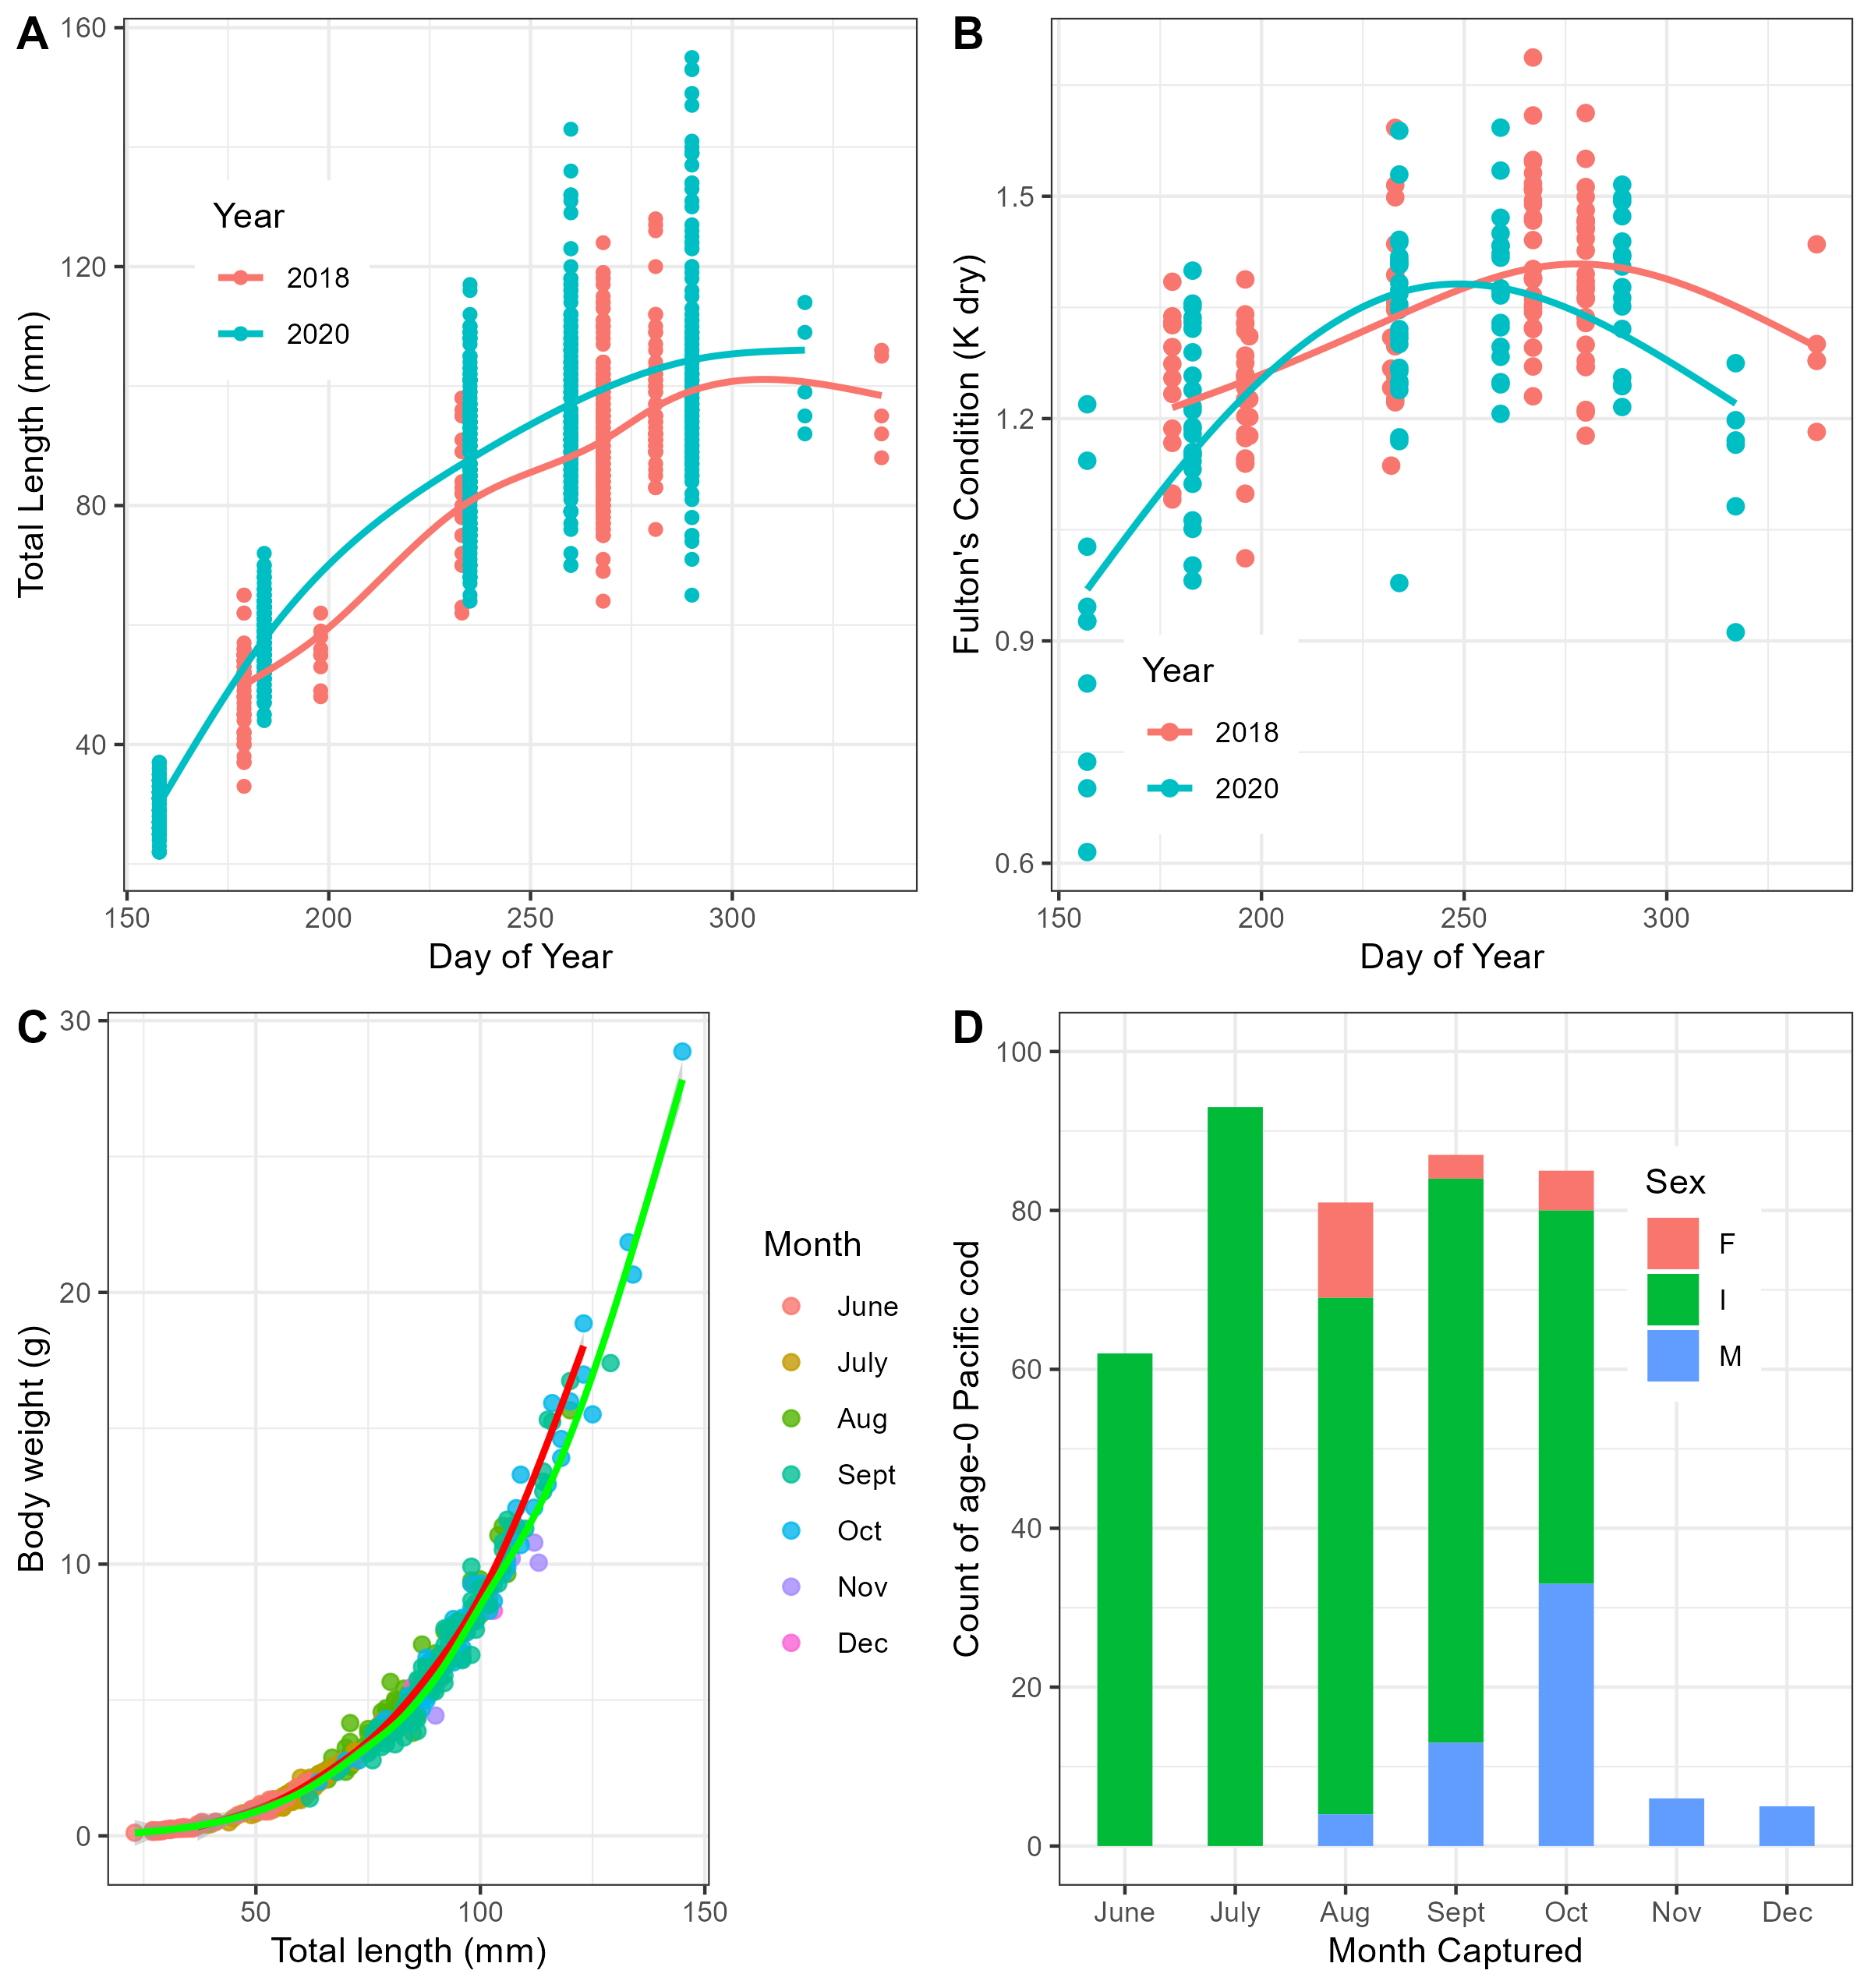 A
Total Length (mm)
160
120
80
40
Year
2018
2020
150 200 250 300
Day of Year
B
Fulton's Condition (K dry)
1.5
1.2
0.9
0.6
Year
2018
2020
150 200 250 300
Day of Year
C
Body weight (g)
30
20
10
0
50 100 150
Total length (mm)
Month
June
July
Aug
Sept
Oct
Nov
Dec
D
Count of age-0 Pacific cod
100
80
60
40
20
0
Sex
F
I
M
June July Aug Sept Oct Nov Dec
Month Captured